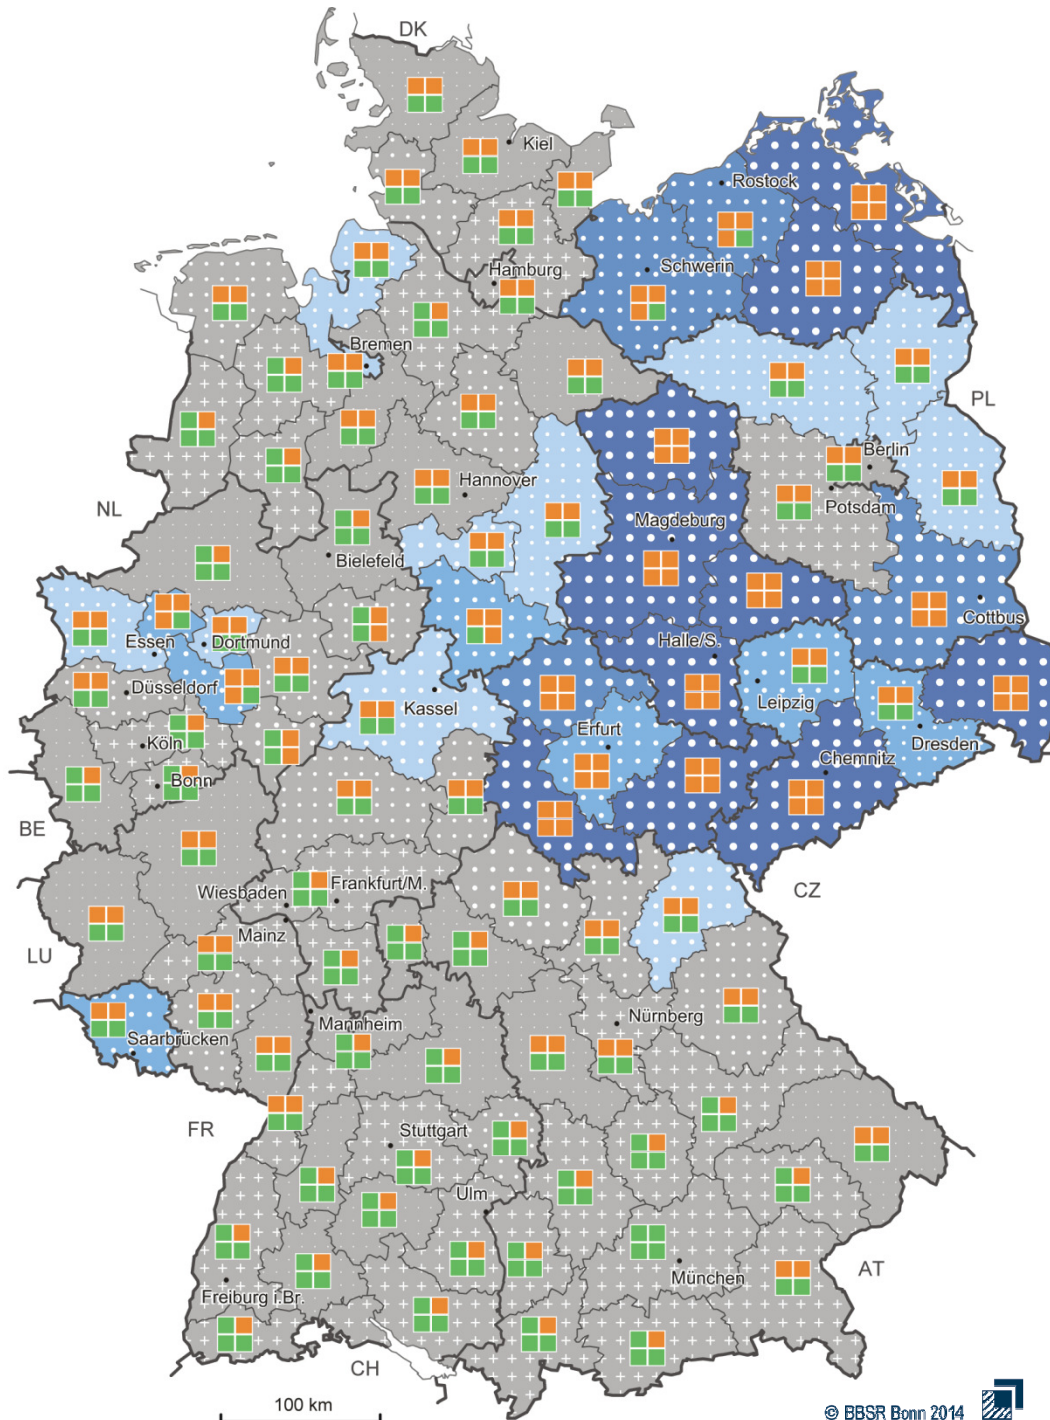 DK
Kiel
Rostock
Schwerin
Hamburg
Bremen
PL
Berlin
Hannover
Potsdam
NL
Magdeburg
Bielefeld
Cottbus
Essen
Dortmund
Halle/S.
Düsseldorf
Kassel
Leipzig
Erfurt
Köln
Dresden
Chemnitz
Bonn
BE
Wiesbaden
Frankfurt/M.
CZ
Mainz
LU
Mannheim
Nürnberg
Saarbrücken
FR
Stuttgart
Ulm
AT
München
Freiburg i.Br.
CH
100 km
© BBSR Bonn 2014